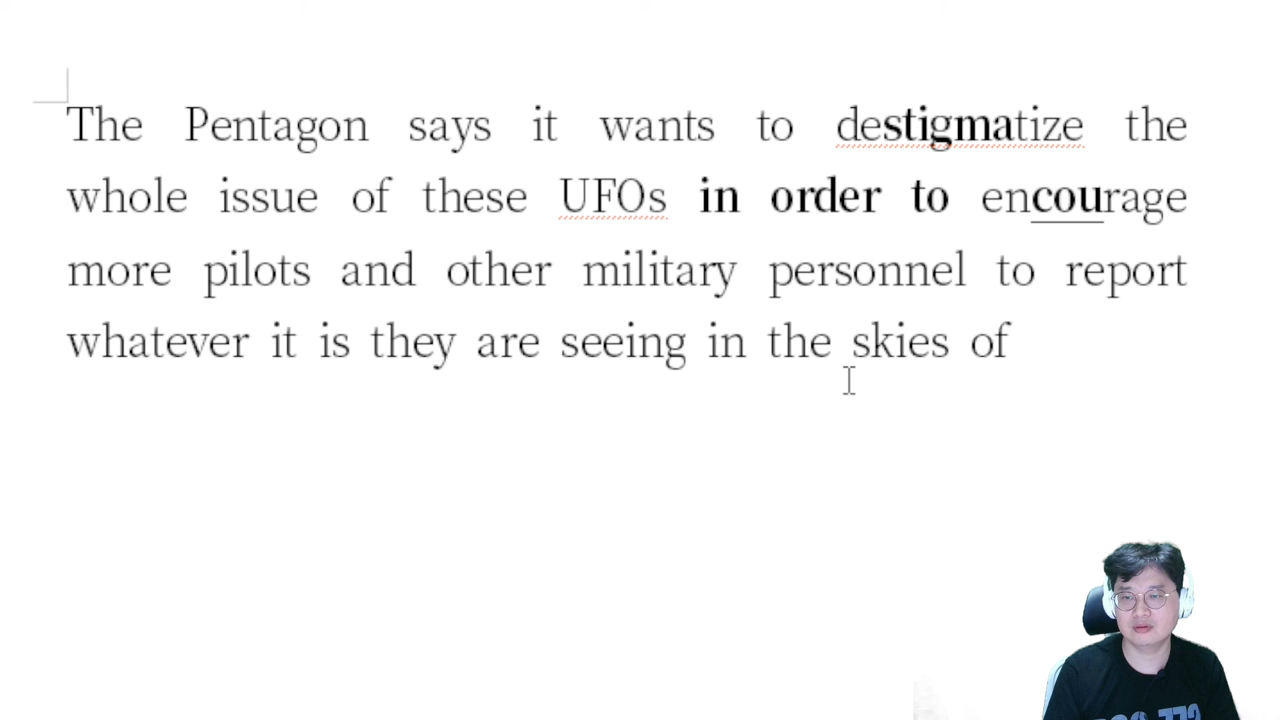 The Pentagon says it wants to destigmatize the
whole issue of these UFOs in order to encourage
more pilots and other military personnel to report
whatever it is they are seeing in the skies of